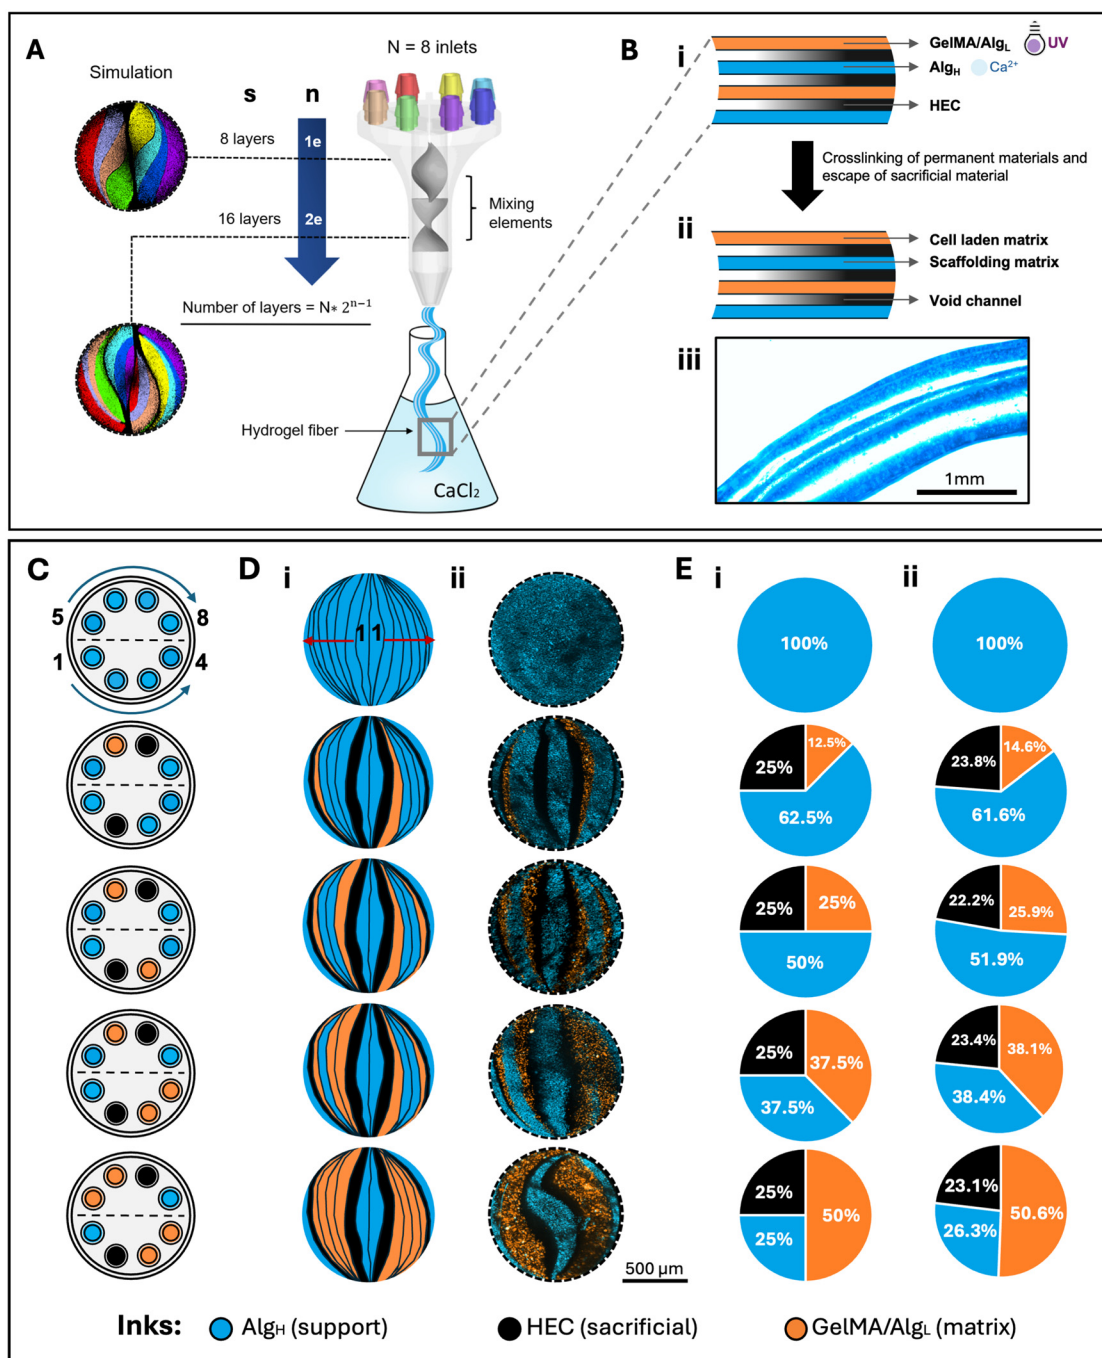 A
Simulation
s
n
N = 8 inlets
8 layers
1e
16 layers
2e
Mixing
elements
Number of layers = N* 2ⁿ⁻¹
Hydrogel fiber
CaCl₂
B
i
GelMA/Alg_L
UV
Alg_H
Ca²⁺
HEC
Crosslinking of permanent materials and
escape of sacrificial material
ii
Cell laden matrix
Scaffolding matrix
Void channel
iii
1mm
C
5
8
1
4
D
i
1 1
ii
500 µm
E
i
ii
100%
100%
25%
12.5%
62.5%
23.8%
14.6%
61.6%
25%
25%
50%
22.2%
25.9%
51.9%
25%
37.5%
37.5%
23.4%
38.1%
38.4%
25%
50%
25%
23.1%
50.6%
26.3%
Inks:
Alg_H (support)
HEC (sacrificial)
GelMA/Alg_L (matrix)